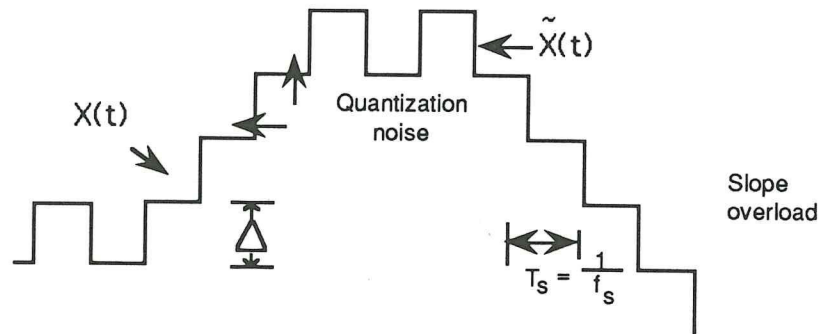 X̃(t)
Quantization
noise
X(t)
Slope
overload
Δ
T_s = 1/f_s